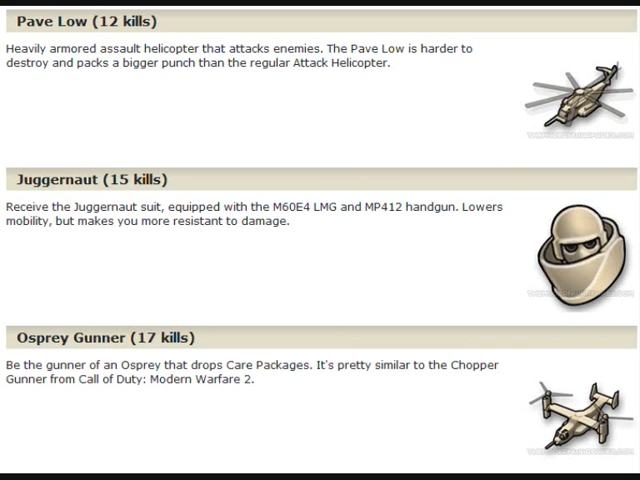 Pave Low (12 kills)
Heavily armored assault helicopter that attacks enemies. The Pave Low is harder to
destroy and packs a bigger punch than the regular Attack Helicopter.
Juggernaut (15 kills)
Receive the Juggernaut suit, equipped with the M60E4 LMG and MP412 handgun. Lowers
mobility, but makes you more resistant to damage.
Osprey Gunner (17 kills)
Be the gunner of an Osprey that drops Care Packages. It's pretty similar to the Chopper
Gunner from Call of Duty: Modern Warfare 2.